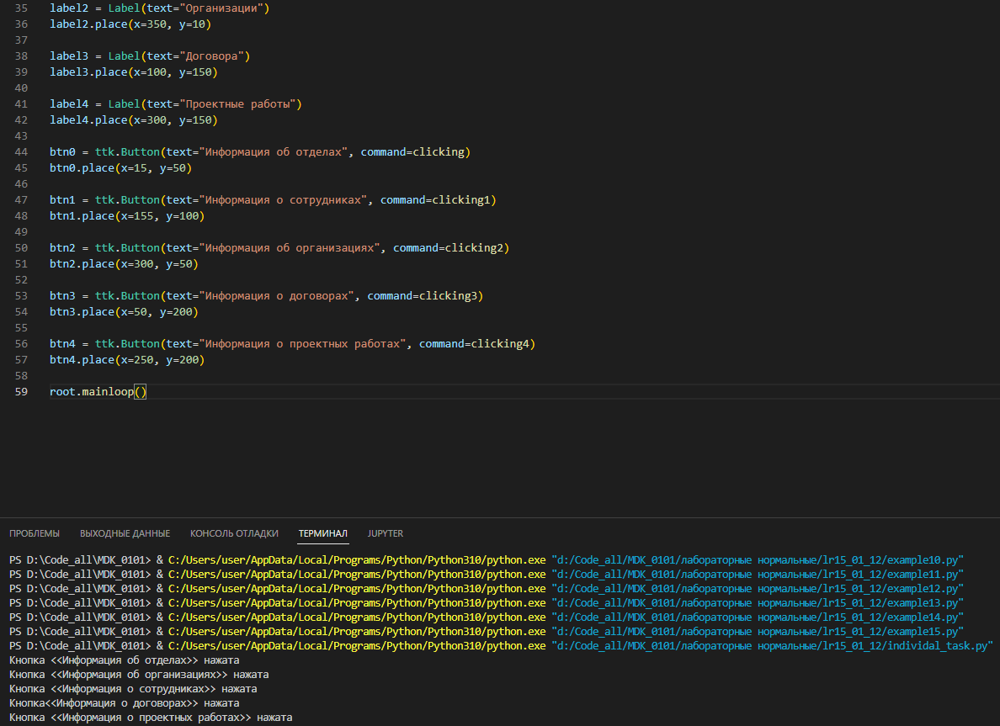 35 label2 = Label(text="Организации")
36 label2.place(x=350, y=10)
37
38 label3 = Label(text="Договора")
39 label3.place(x=100, y=150)
40
41 label4 = Label(text="Проектные работы")
42 label4.place(x=300, y=150)
43
44 btn0 = ttk.Button(text="Информация об отделах", command=clicking)
45 btn0.place(x=15, y=50)
46
47 btn1 = ttk.Button(text="Информация о сотрудниках", command=clicking1)
48 btn1.place(x=155, y=100)
49
50 btn2 = ttk.Button(text="Информация об организациях", command=clicking2)
51 btn2.place(x=300, y=50)
52
53 btn3 = ttk.Button(text="Информация о договорах", command=clicking3)
54 btn3.place(x=50, y=200)
55
56 btn4 = ttk.Button(text="Информация о проектных работах", command=clicking4)
57 btn4.place(x=250, y=200)
58
59 root.mainloop()
ПРОБЛЕМЫ ВЫХОДНЫЕ ДАННЫЕ КОНСОЛЬ ОТЛАДКИ ТЕРМИНАЛ JUPYTER
PS D:\Code_all\MDK_0101> & C:/Users/user/AppData/Local/Programs/Python/Python310/python.exe "d:/Code_all/MDK_0101/лабораторные нормальные/lr15_01_12/example10.py"
PS D:\Code_all\MDK_0101> & C:/Users/user/AppData/Local/Programs/Python/Python310/python.exe "d:/Code_all/MDK_0101/лабораторные нормальные/lr15_01_12/example11.py"
PS D:\Code_all\MDK_0101> & C:/Users/user/AppData/Local/Programs/Python/Python310/python.exe "d:/Code_all/MDK_0101/лабораторные нормальные/lr15_01_12/example12.py"
PS D:\Code_all\MDK_0101> & C:/Users/user/AppData/Local/Programs/Python/Python310/python.exe "d:/Code_all/MDK_0101/лабораторные нормальные/lr15_01_12/example13.py"
PS D:\Code_all\MDK_0101> & C:/Users/user/AppData/Local/Programs/Python/Python310/python.exe "d:/Code_all/MDK_0101/лабораторные нормальные/lr15_01_12/example14.py"
PS D:\Code_all\MDK_0101> & C:/Users/user/AppData/Local/Programs/Python/Python310/python.exe "d:/Code_all/MDK_0101/лабораторные нормальные/lr15_01_12/example15.py"
PS D:\Code_all\MDK_0101> & C:/Users/user/AppData/Local/Programs/Python/Python310/python.exe "d:/Code_all/MDK_0101/лабораторные нормальные/lr15_01_12/individal_task.py"
Кнопка <<Информация об отделах>> нажата
Кнопка <<Информация об организациях>> нажата
Кнопка <<Информация о сотрудниках>> нажата
Кнопка<<Информация о договорах>> нажата
Кнопка <<Информация о проектных работах>> нажата